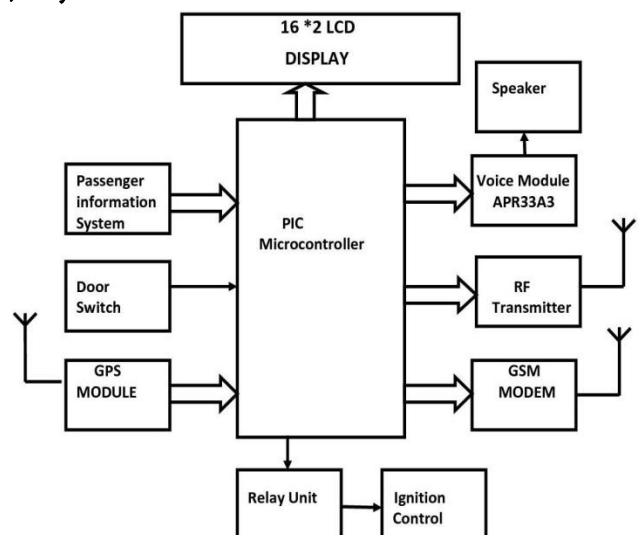 16 *2 LCD
DISPLAY
Speaker
Passenger
information
System
Voice Module
APR33A3
PIC
Microcontroller
Door
Switch
RF
Transmitter
GPS
MODULE
GSM
MODEM
Relay Unit
Ignition
Control